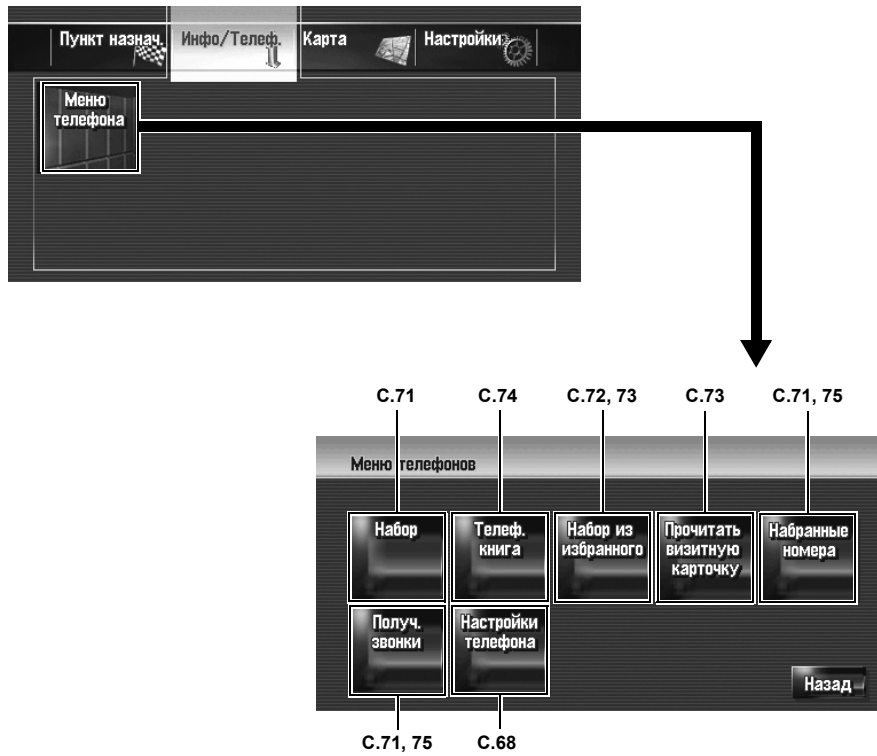 Пункт назнач.
Инфо/Телеф.
Карта
Настройки
Меню
телефона
С.71
С.74
С.72, 73
С.73
С.71, 75
Меню телефонов
Набор
Телеф.
книга
Набор из
избранного
Прочитать
визитную
карточку
Набранные
номера
Получ.
звонки
Настройки
телефона
Назад
С.71, 75
С.68